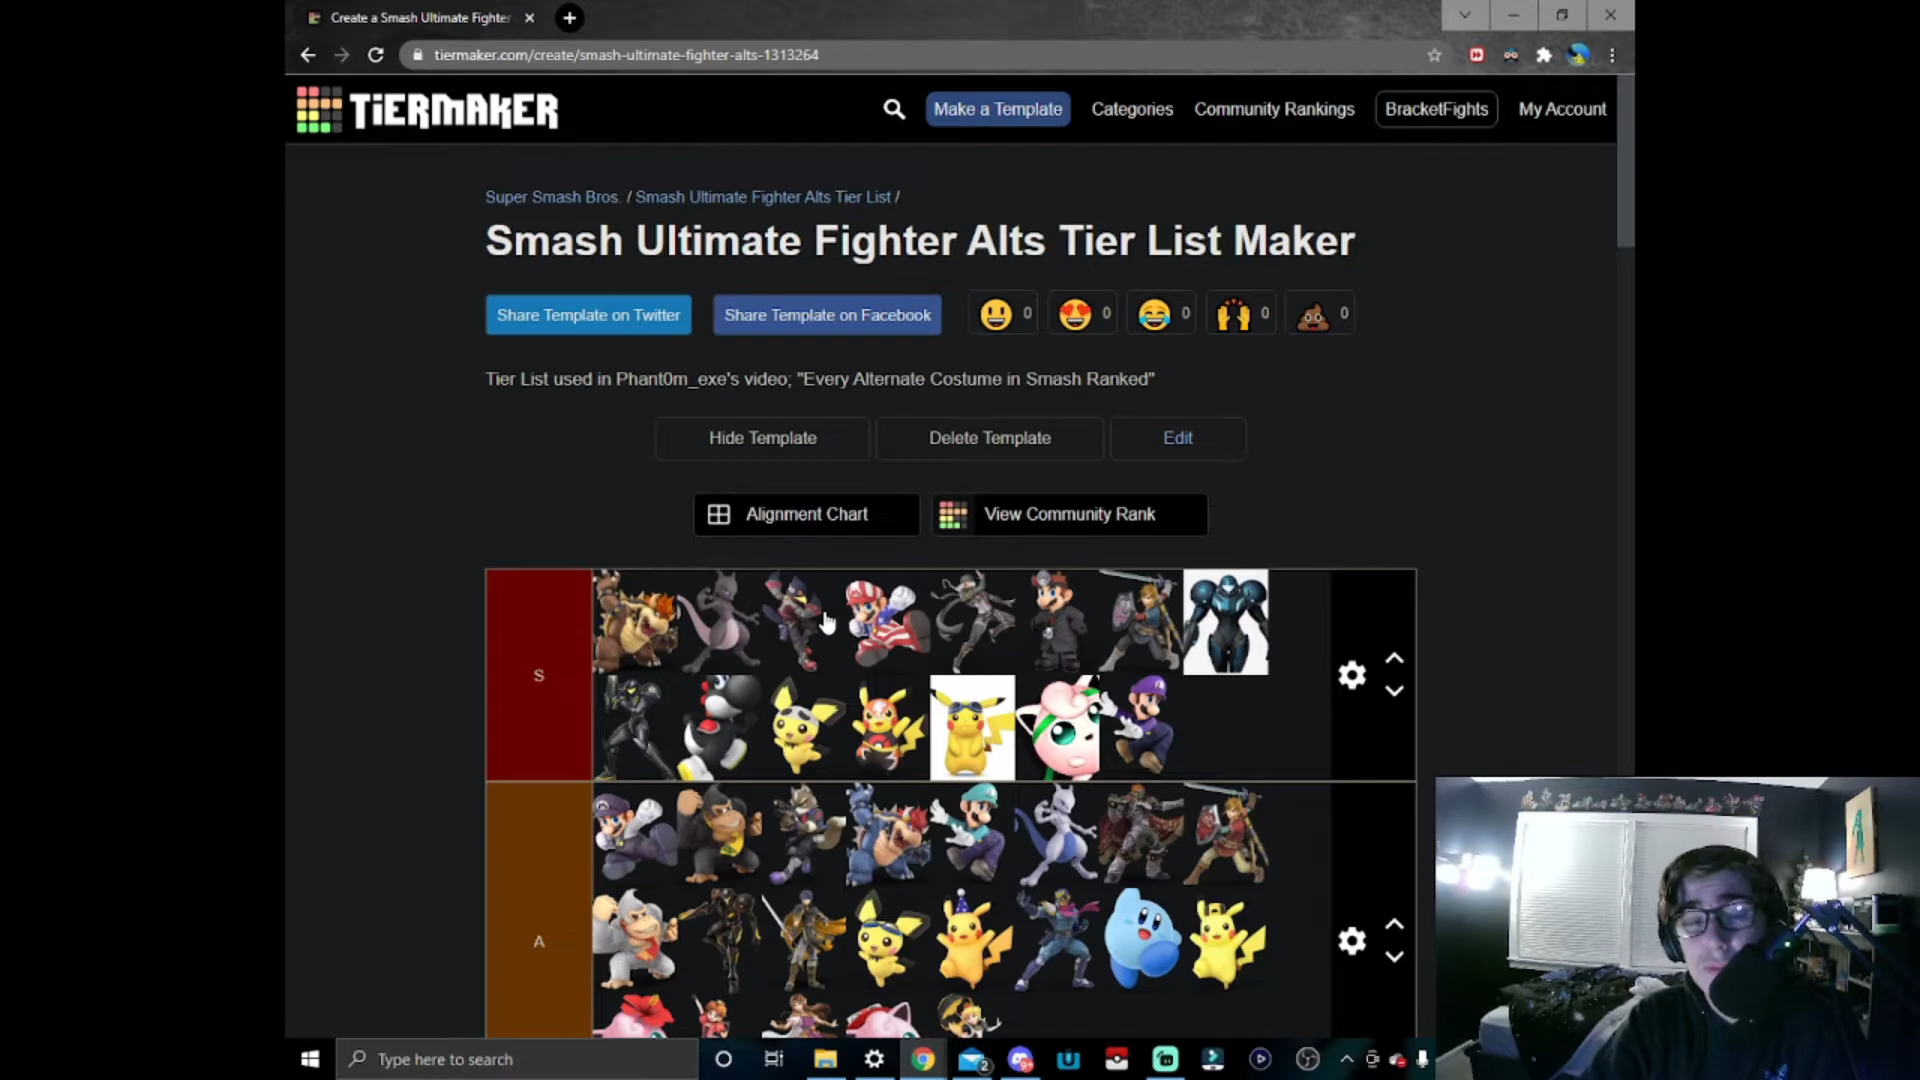 Create a Smash Ultimate Fighter
tiermaker.com/create/smash-ultimate-fighter-alts-1313264
TiERMAKER
Make a Template
Categories
Community Rankings
BracketFights
My Account
Super Smash Bros. / Smash Ultimate Fighter Alts Tier List /
Smash Ultimate Fighter Alts Tier List Maker
Share Template on Twitter
Share Template on Facebook
0
0
0
0
0
Tier List used in Phant0m_exe's video; "Every Alternate Costume in Smash Ranked"
Hide Template
Delete Template
Edit
Alignment Chart
View Community Rank
S
A
Type here to search
2